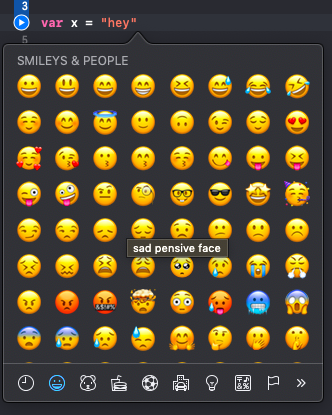 3
var x = "hey"
5
SMILEYS & PEOPLE
sad pensive face